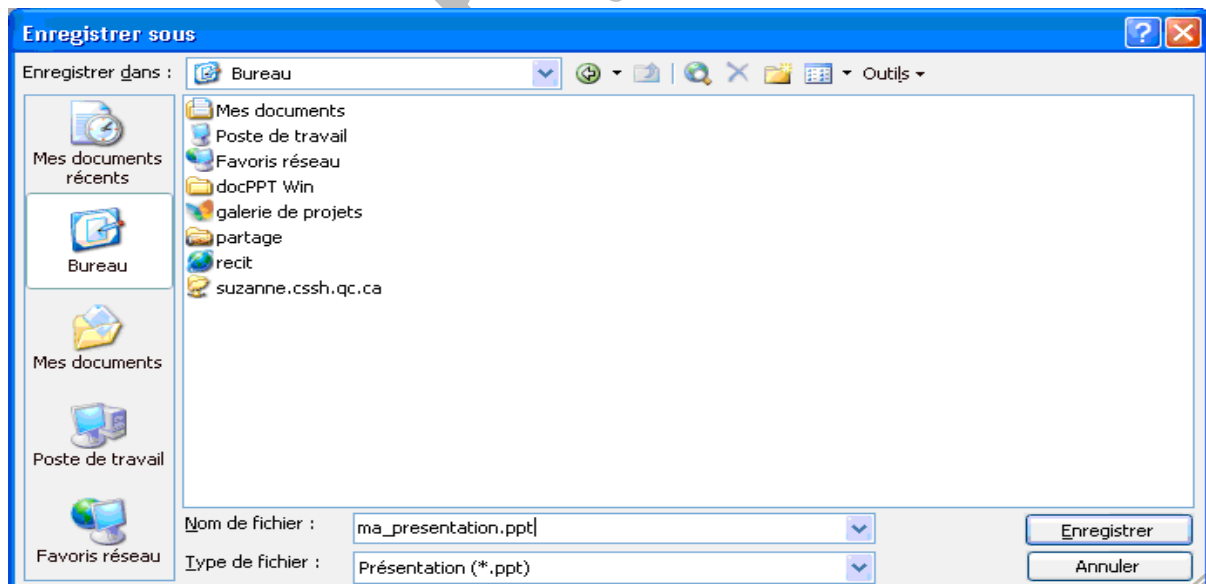 Enregistrer sous
Enregistrer dans : Bureau Outils
Mes documents récents
Bureau
Mes documents
Poste de travail
Favoris réseau
Mes documents
Poste de travail
Favoris réseau
docPPT Win
galerie de projets
partage
recit
suzanne.cssh.qc.ca
Nom de fichier : ma_presentation.ppt Enregistrer
Type de fichier : Présentation (*.ppt) Annuler